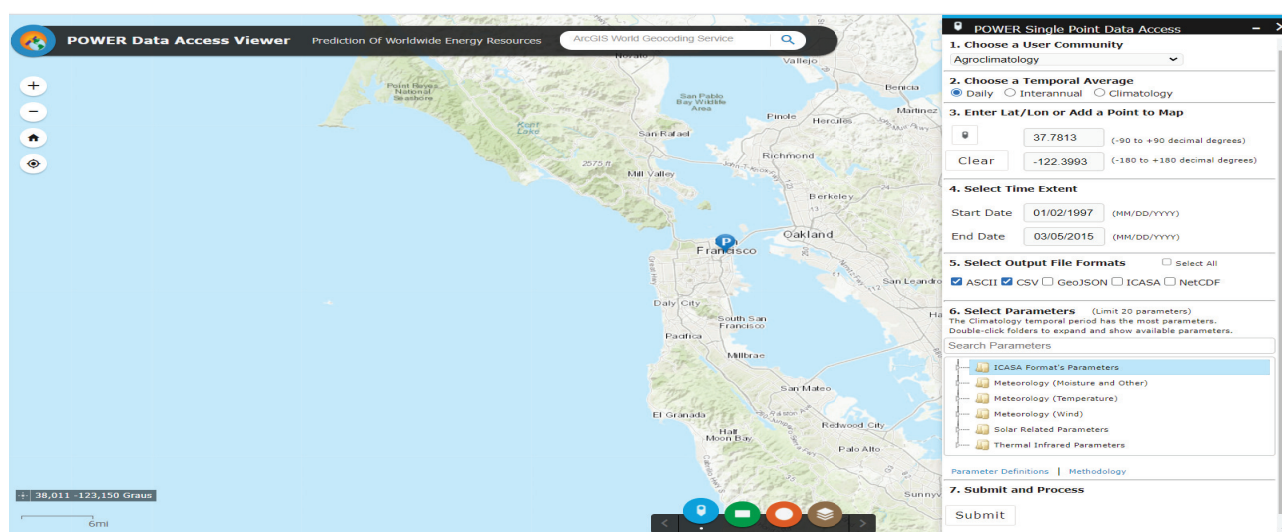 POWER Data Access Viewer
Prediction Of Worldwide Energy Resources
ArcGIS World Geocoding Service
Novato
Vallejo
+
Point Reyes
National
Seashore
Benicia
San Pablo
Bay Wildlife
Area
−
Martinez
Pinole
Hercules
Kent
Lake
San Rafael
Richmond
2575 ft
Mill Valley
Berkeley
24
13
P
Oakland
Francisco
Great Hwy
San Leandro
112
Daly City
South San
Francisco
Ha
Pacifica
Millbrae
San Mateo
El Granada
Redwood City
Half
Moon Bay
Palo Alto
Sunnyv
38,011 -123,150 Graus
6mi
<
>
POWER Single Point Data Access
1. Choose a User Community
Agroclimatology
2. Choose a Temporal Average
Daily Interannual Climatology
3. Enter Lat/Lon or Add a Point to Map
37.7813 (-90 to +90 decimal degrees)
Clear -122.3993 (-180 to +180 decimal degrees)
4. Select Time Extent
Start Date 01/02/1997 (MM/DD/YYYY)
End Date 03/05/2015 (MM/DD/YYYY)
5. Select Output File Formats Select All
ASCII CSV GeoJSON ICASA NetCDF
6. Select Parameters (Limit 20 parameters)
The Climatology temporal period has the most parameters.
Double-click folders to expand and show available parameters.
Search Parameters
ICASA Format's Parameters
Meteorology (Moisture and Other)
Meteorology (Temperature)
Meteorology (Wind)
Solar Related Parameters
Thermal Infrared Parameters
Parameter Definitions | Methodology
7. Submit and Process
Submit